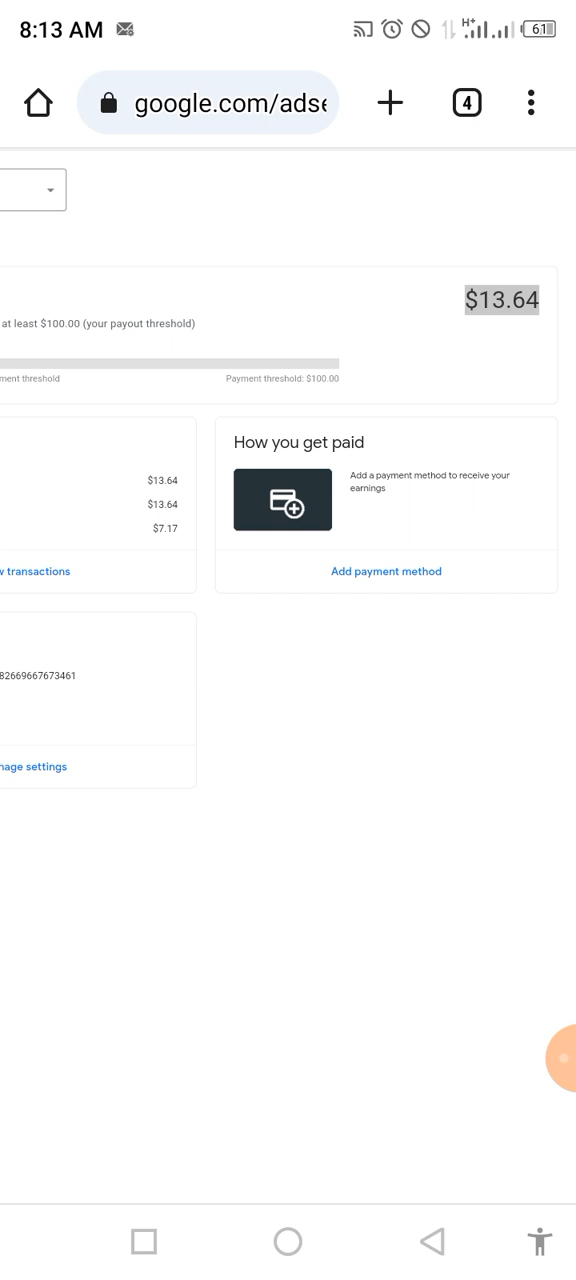 8:13 AM
H+
61
google.com/adse
4
$13.64
at least $100.00 (your payout threshold)
ment threshold
Payment threshold: $100.00
How you get paid
$13.64
Add a payment method to receive your
earnings
$13.64
$7.17
w transactions
Add payment method
82669667673461
nage settings